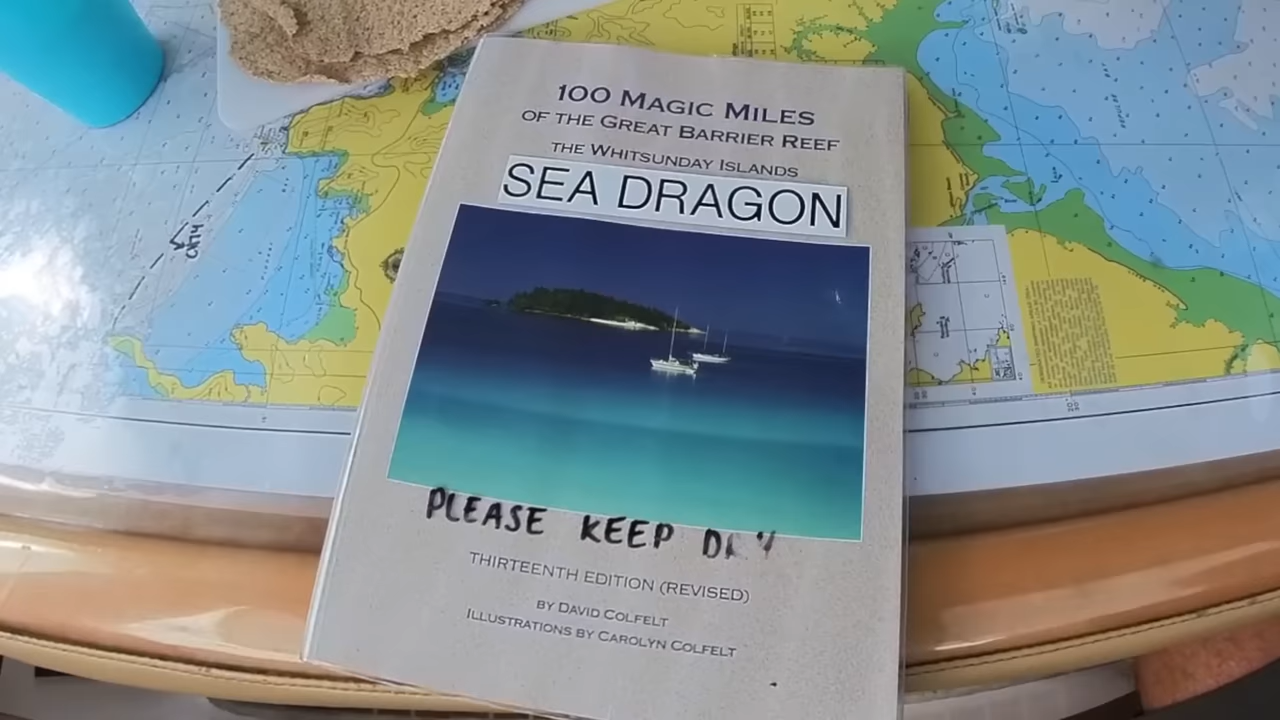 100 MAGIC MILES
OF THE GREAT BARRIER REEF
THE WHITSUNDAY ISLANDS
SEA DRAGON
PLEASE KEEP DRY
THIRTEENTH EDITION (REVISED)
BY DAVID COLFELT
ILLUSTRATIONS BY CAROLYN COLFELT